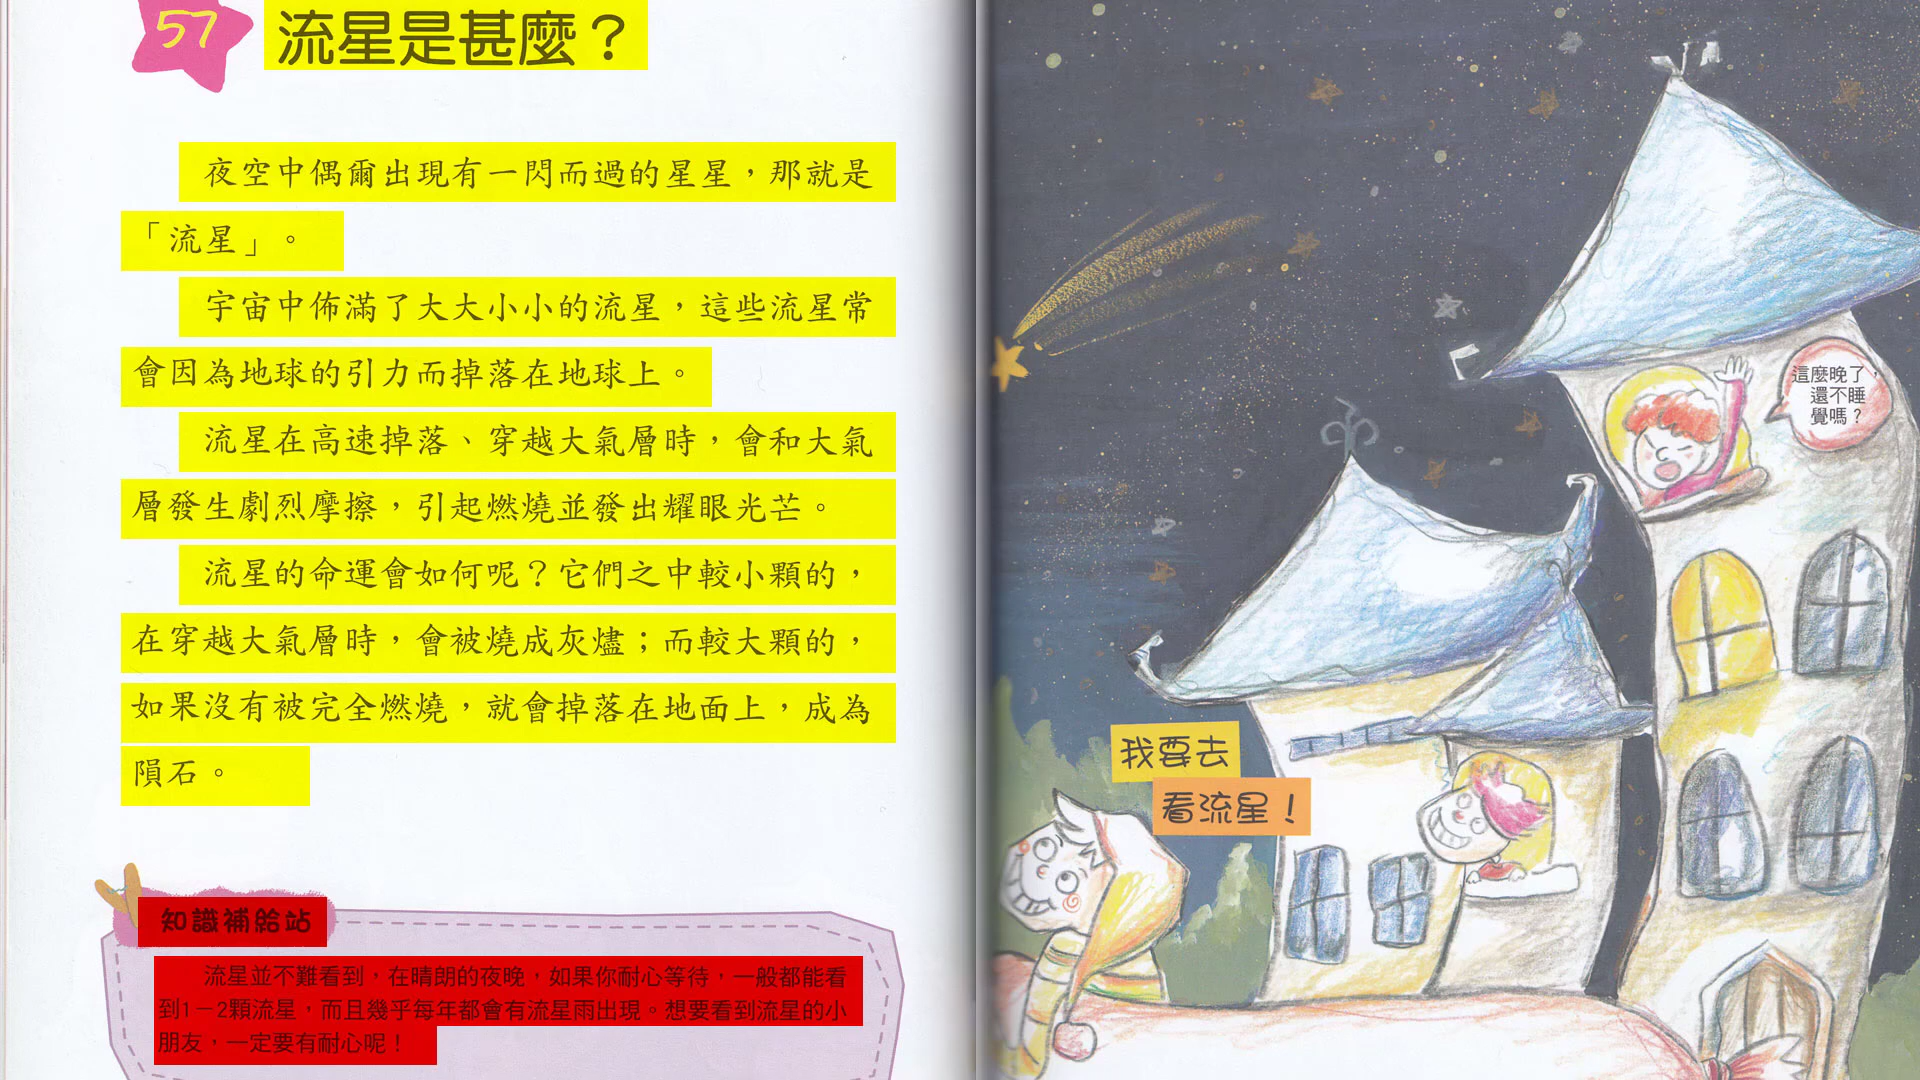 57
流星是甚麼？
夜空中偶爾出現有一閃而過的星星，那就是
「流星」。
宇宙中佈滿了大大小小的流星，這些流星常
會因為地球的引力而掉落在地球上。
流星在高速掉落、穿越大氣層時，會和大氣
層發生劇烈摩擦，引起燃燒並發出耀眼光芒。
流星的命運會如何呢？它們之中較小顆的，
在穿越大氣層時，會被燒成灰燼；而較大顆的，
如果沒有被完全燃燒，就會掉落在地面上，成為
隕石。
知識補給站
流星並不難看到，在晴朗的夜晚，如果你耐心等待，一般都能看
到1－2顆流星，而且幾乎每年都會有流星雨出現。想要看到流星的小
朋友，一定要有耐心呢！
這麼晚了，
還不睡
覺嗎？
我要去
看流星！